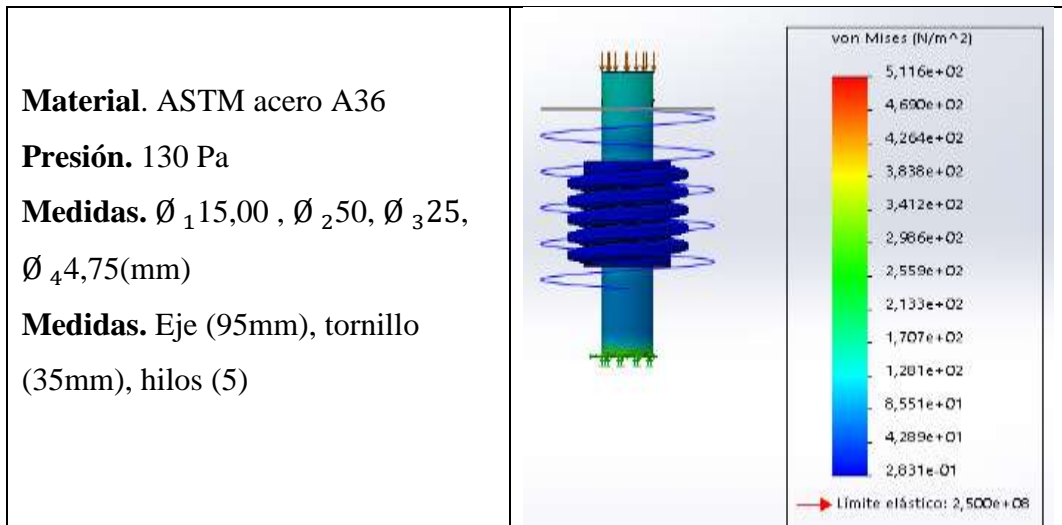 Material. ASTM acero A36
Presión. 130 Pa
Medidas. Ø ₁15,00 , Ø ₂50, Ø ₃25,
Ø ₄4,75(mm)
Medidas. Eje (95mm), tornillo
(35mm), hilos (5)
von Mises (N/m^2)
5,116e+02
4,690e+02
4,264e+02
3,838e+02
3,412e+02
2,986e+02
2,559e+02
2,133e+02
1,707e+02
1,281e+02
8,551e+01
4,289e+01
2,831e-01
Límite elástico: 2,500e+08